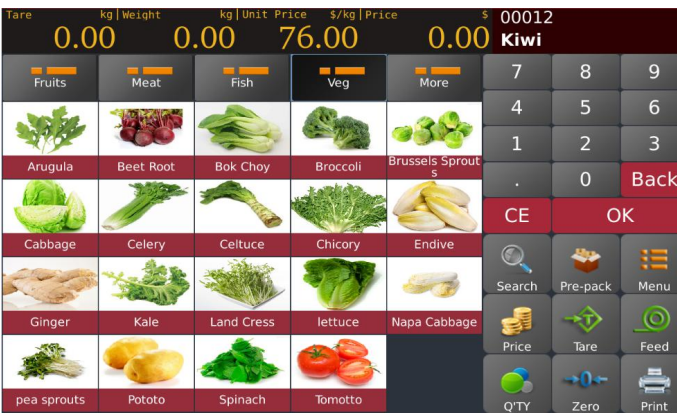 Tare kg Weight kg Unit Price $/kg Price $
0.00 0.00 76.00 0.00
00012
Kiwi
Fruits Meat Fish Veg More
Arugula Beet Root Bok Choy Broccoli Brussels Sprout
s
Cabbage Celery Celtuce Chicory Endive
Ginger Kale Land Cress lettuce Napa Cabbage
pea sprouts Pototo Spinach Tomotto
7 8 9
4 5 6
1 2 3
. 0 Back
CE OK
Search Pre-pack Menu
Price Tare Feed
Q'TY Zero Print